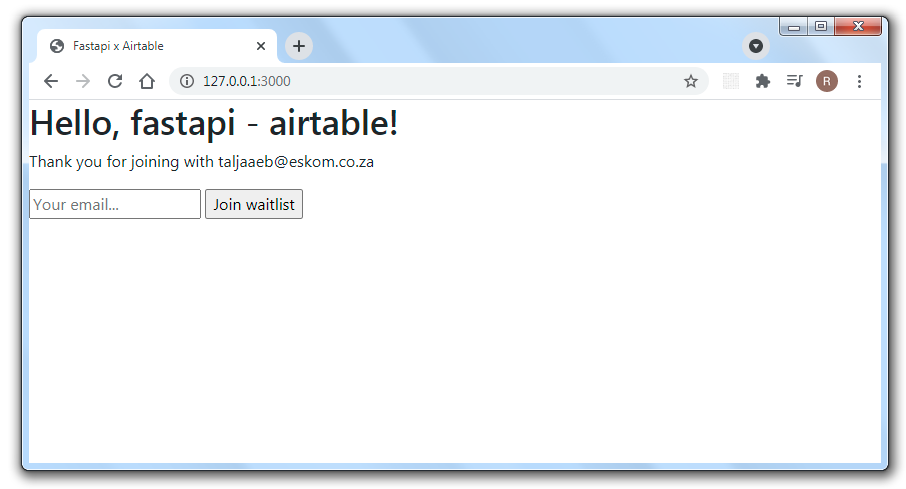 Fastapi x Airtable
127.0.0.1:3000
R
Hello, fastapi - airtable!
Thank you for joining with taljaaeb@eskom.co.za
Your email... Join waitlist